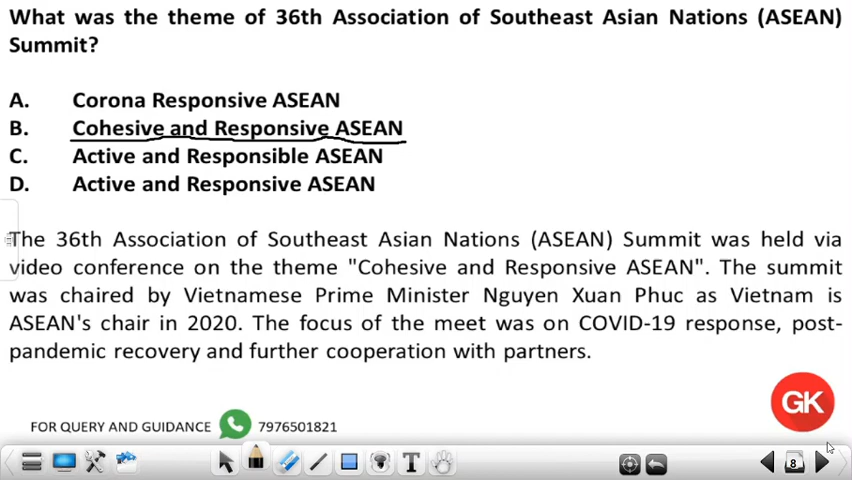 What was the theme of 36th Association of Southeast Asian Nations (ASEAN)
Summit?
A. Corona Responsive ASEAN
B. Cohesive and Responsive ASEAN
C. Active and Responsible ASEAN
D. Active and Responsive ASEAN
The 36th Association of Southeast Asian Nations (ASEAN) Summit was held via
video conference on the theme "Cohesive and Responsive ASEAN". The summit
was chaired by Vietnamese Prime Minister Nguyen Xuan Phuc as Vietnam is
ASEAN's chair in 2020. The focus of the meet was on COVID-19 response, post-
pandemic recovery and further cooperation with partners.
GK
FOR QUERY AND GUIDANCE 7976501821
T
8